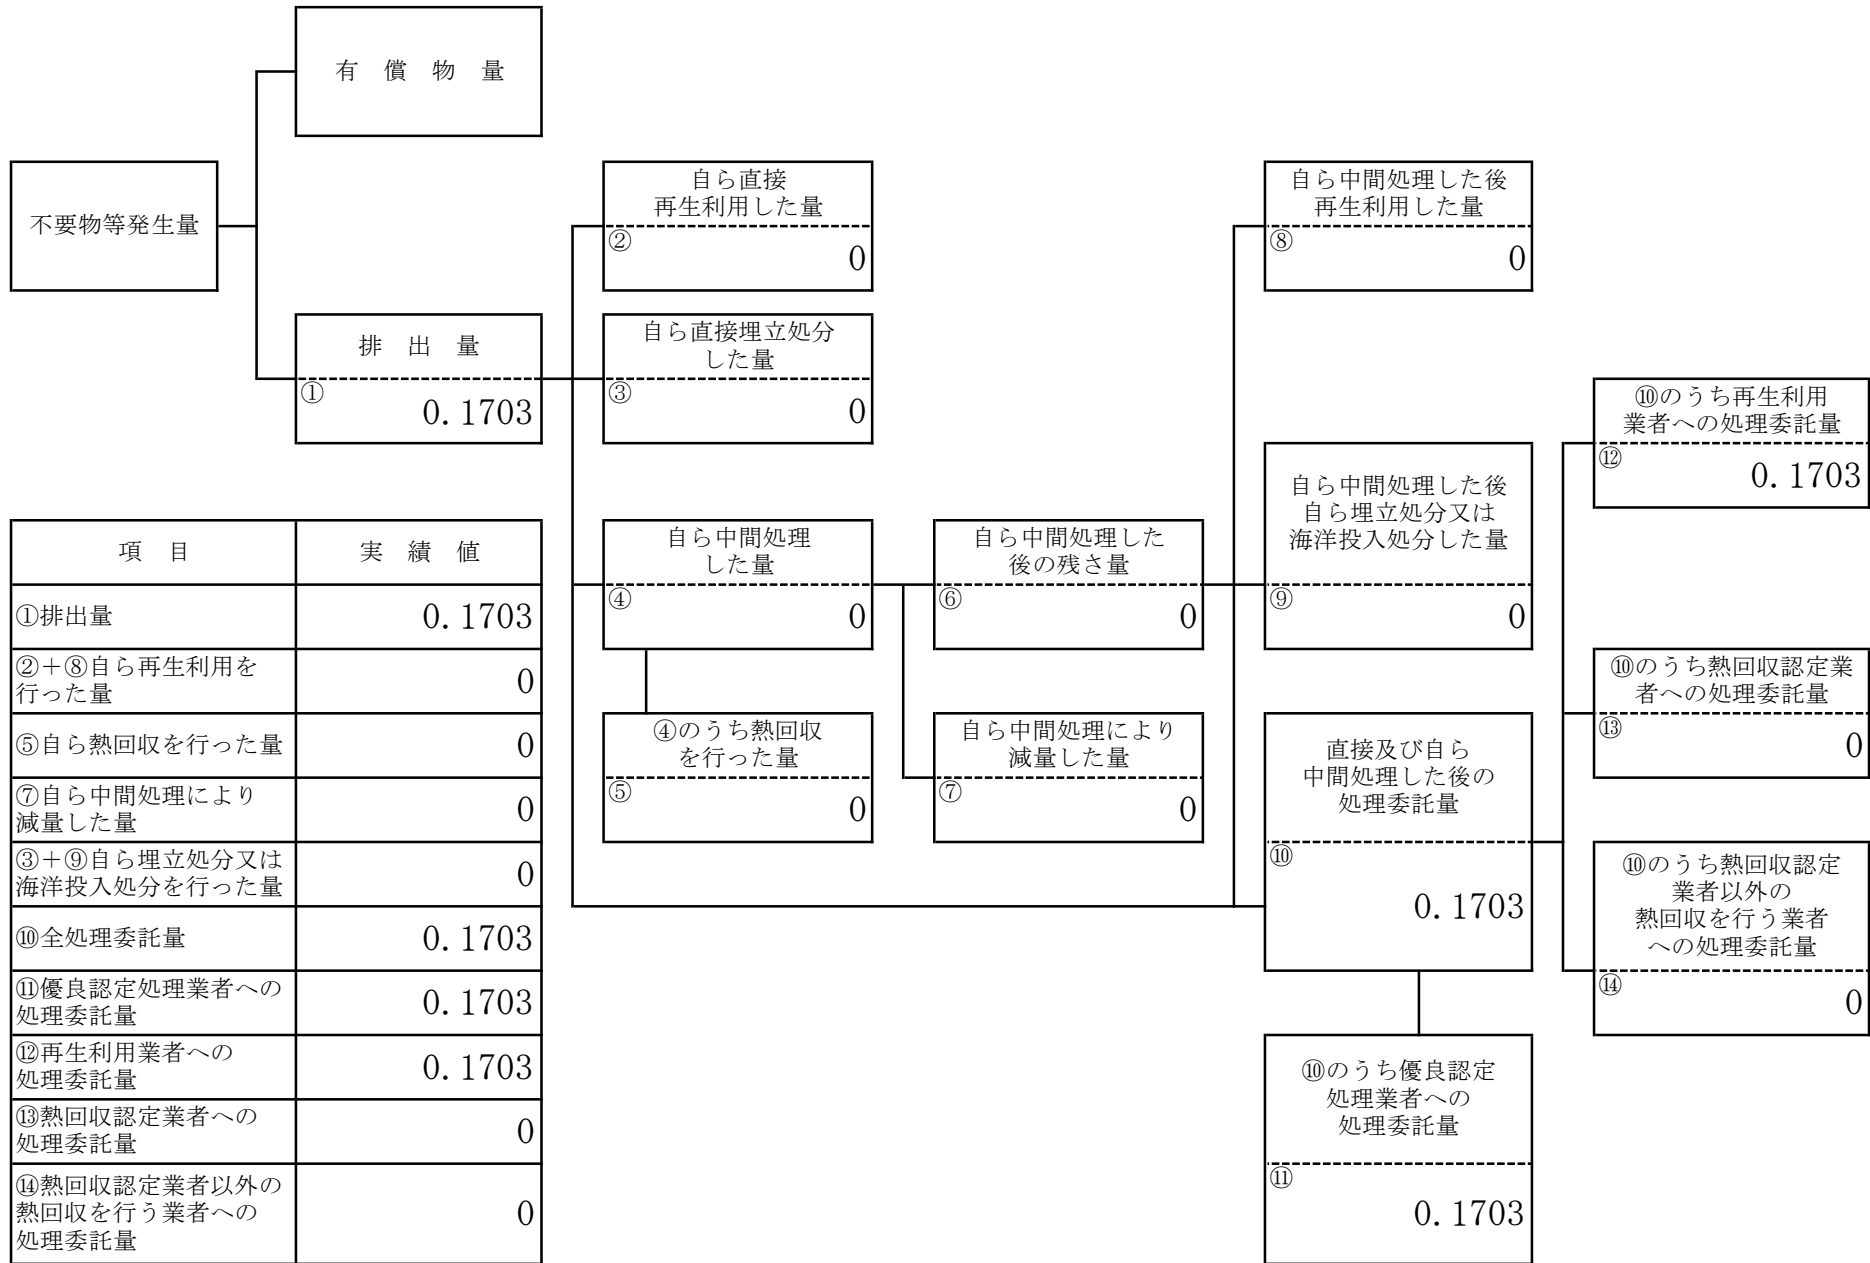 有 償 物 量
不要物等発生量
排 出 量
①
0.1703
自ら直接
再生利用した量
②
0
自ら直接埋立処分
した量
③
0
自ら中間処理
した量
④
0
④のうち熱回収
を行った量
⑤
0
自ら中間処理した
後の残さ量
⑥
0
自ら中間処理により
減量した量
⑦
0
自ら中間処理した後
再生利用した量
⑧
0
自ら中間処理した後
自ら埋立処分又は
海洋投入処分した量
⑨
0
直接及び自ら
中間処理した後の
処理委託量
⑩
0.1703
⑩のうち優良認定
処理業者への
処理委託量
⑪
0.1703
⑩のうち再生利用
業者への処理委託量
⑫
0.1703
⑩のうち熱回収認定業
者への処理委託量
⑬
0
⑩のうち熱回収認定
業者以外の
熱回収を行う業者
への処理委託量
⑭
0
項 目 実 績 値
①排出量 0.1703
②+⑧自ら再生利用を
行った量 0
⑤自ら熱回収を行った量 0
⑦自ら中間処理により
減量した量 0
③+⑨自ら埋立処分又は
海洋投入処分を行った量 0
⑩全処理委託量 0.1703
⑪優良認定処理業者への
処理委託量 0.1703
⑫再生利用業者への
処理委託量 0.1703
⑬熱回収認定業者への
処理委託量 0
⑭熱回収認定業者以外の
熱回収を行う業者への
処理委託量 0